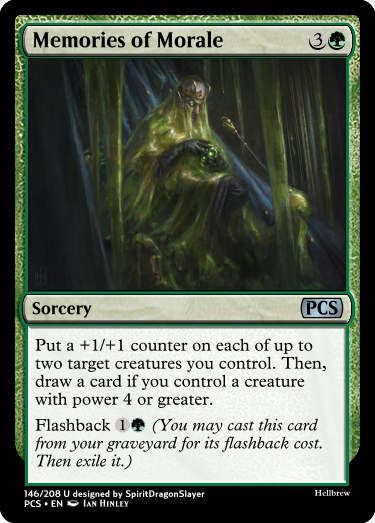 Memories of Morale 3
Sorcery PCS
Put a +1/+1 counter on each of up to
two target creatures you control. Then,
draw a card if you control a creature
with power 4 or greater.
Flashback 1 (You may cast this card
from your graveyard for its flashback cost.
Then exile it.)
146/208 U designed by SpiritDragonSlayer Hellbrew
PCS • EN IAN HINLEY